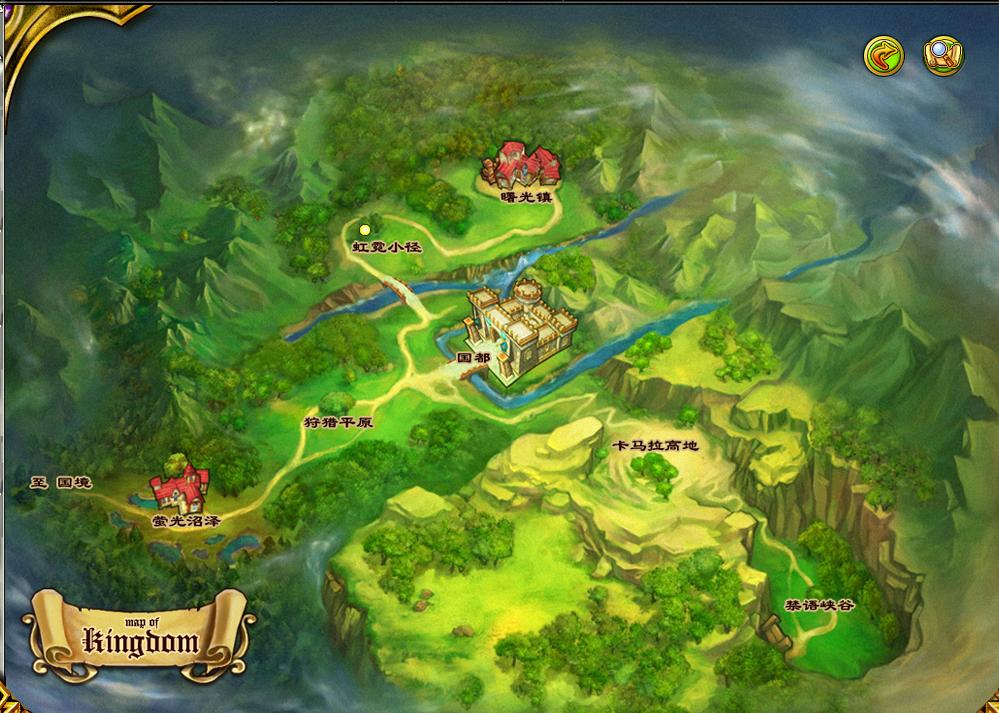 曙光镇
虹霓小径
国都
狩猎平原
卡马拉高地
至 国境
萤光沼泽
禁语峡谷
map of
Kingdom